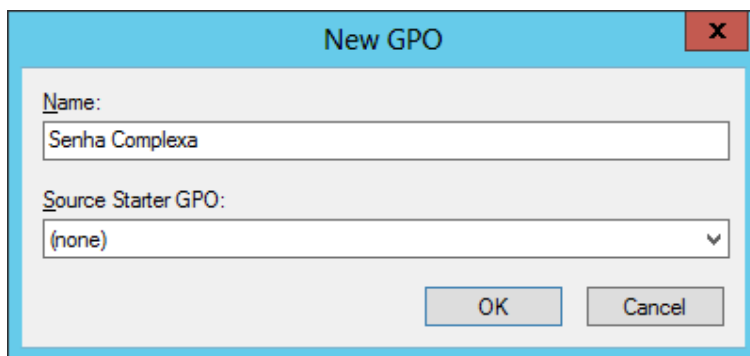 New GPO
x
Name:
Senha Complexa
Source Starter GPO:
(none)
OK Cancel